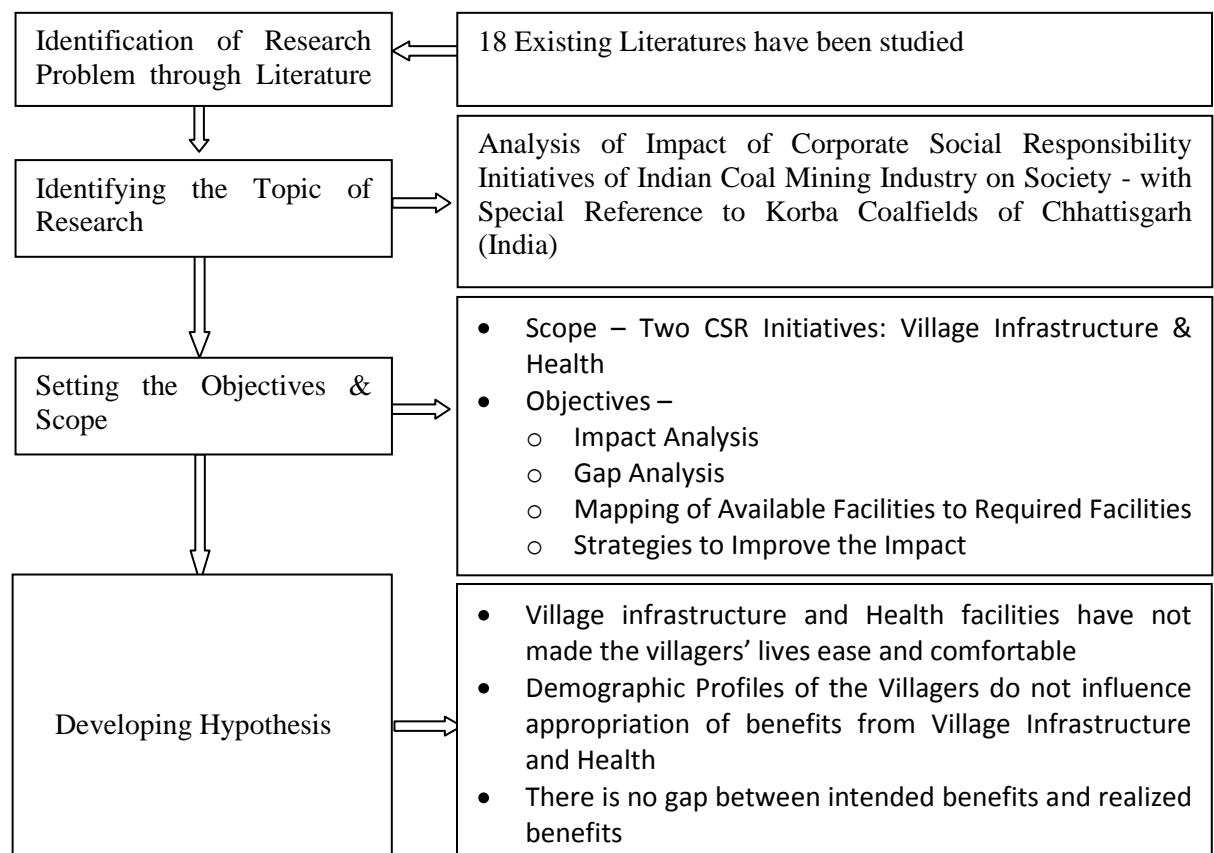 Identification of Research
Problem through Literature
18 Existing Literatures have been studied
Identifying the Topic of
Research
Analysis of Impact of Corporate Social Responsibility
Initiatives of Indian Coal Mining Industry on Society - with
Special Reference to Korba Coalfields of Chhattisgarh
(India)
Setting the Objectives &
Scope
• Scope – Two CSR Initiatives: Village Infrastructure &
Health
• Objectives –
o Impact Analysis
o Gap Analysis
o Mapping of Available Facilities to Required Facilities
o Strategies to Improve the Impact
Developing Hypothesis
• Village infrastructure and Health facilities have not
made the villagers’ lives ease and comfortable
• Demographic Profiles of the Villagers do not influence
appropriation of benefits from Village Infrastructure
and Health
• There is no gap between intended benefits and realized
benefits